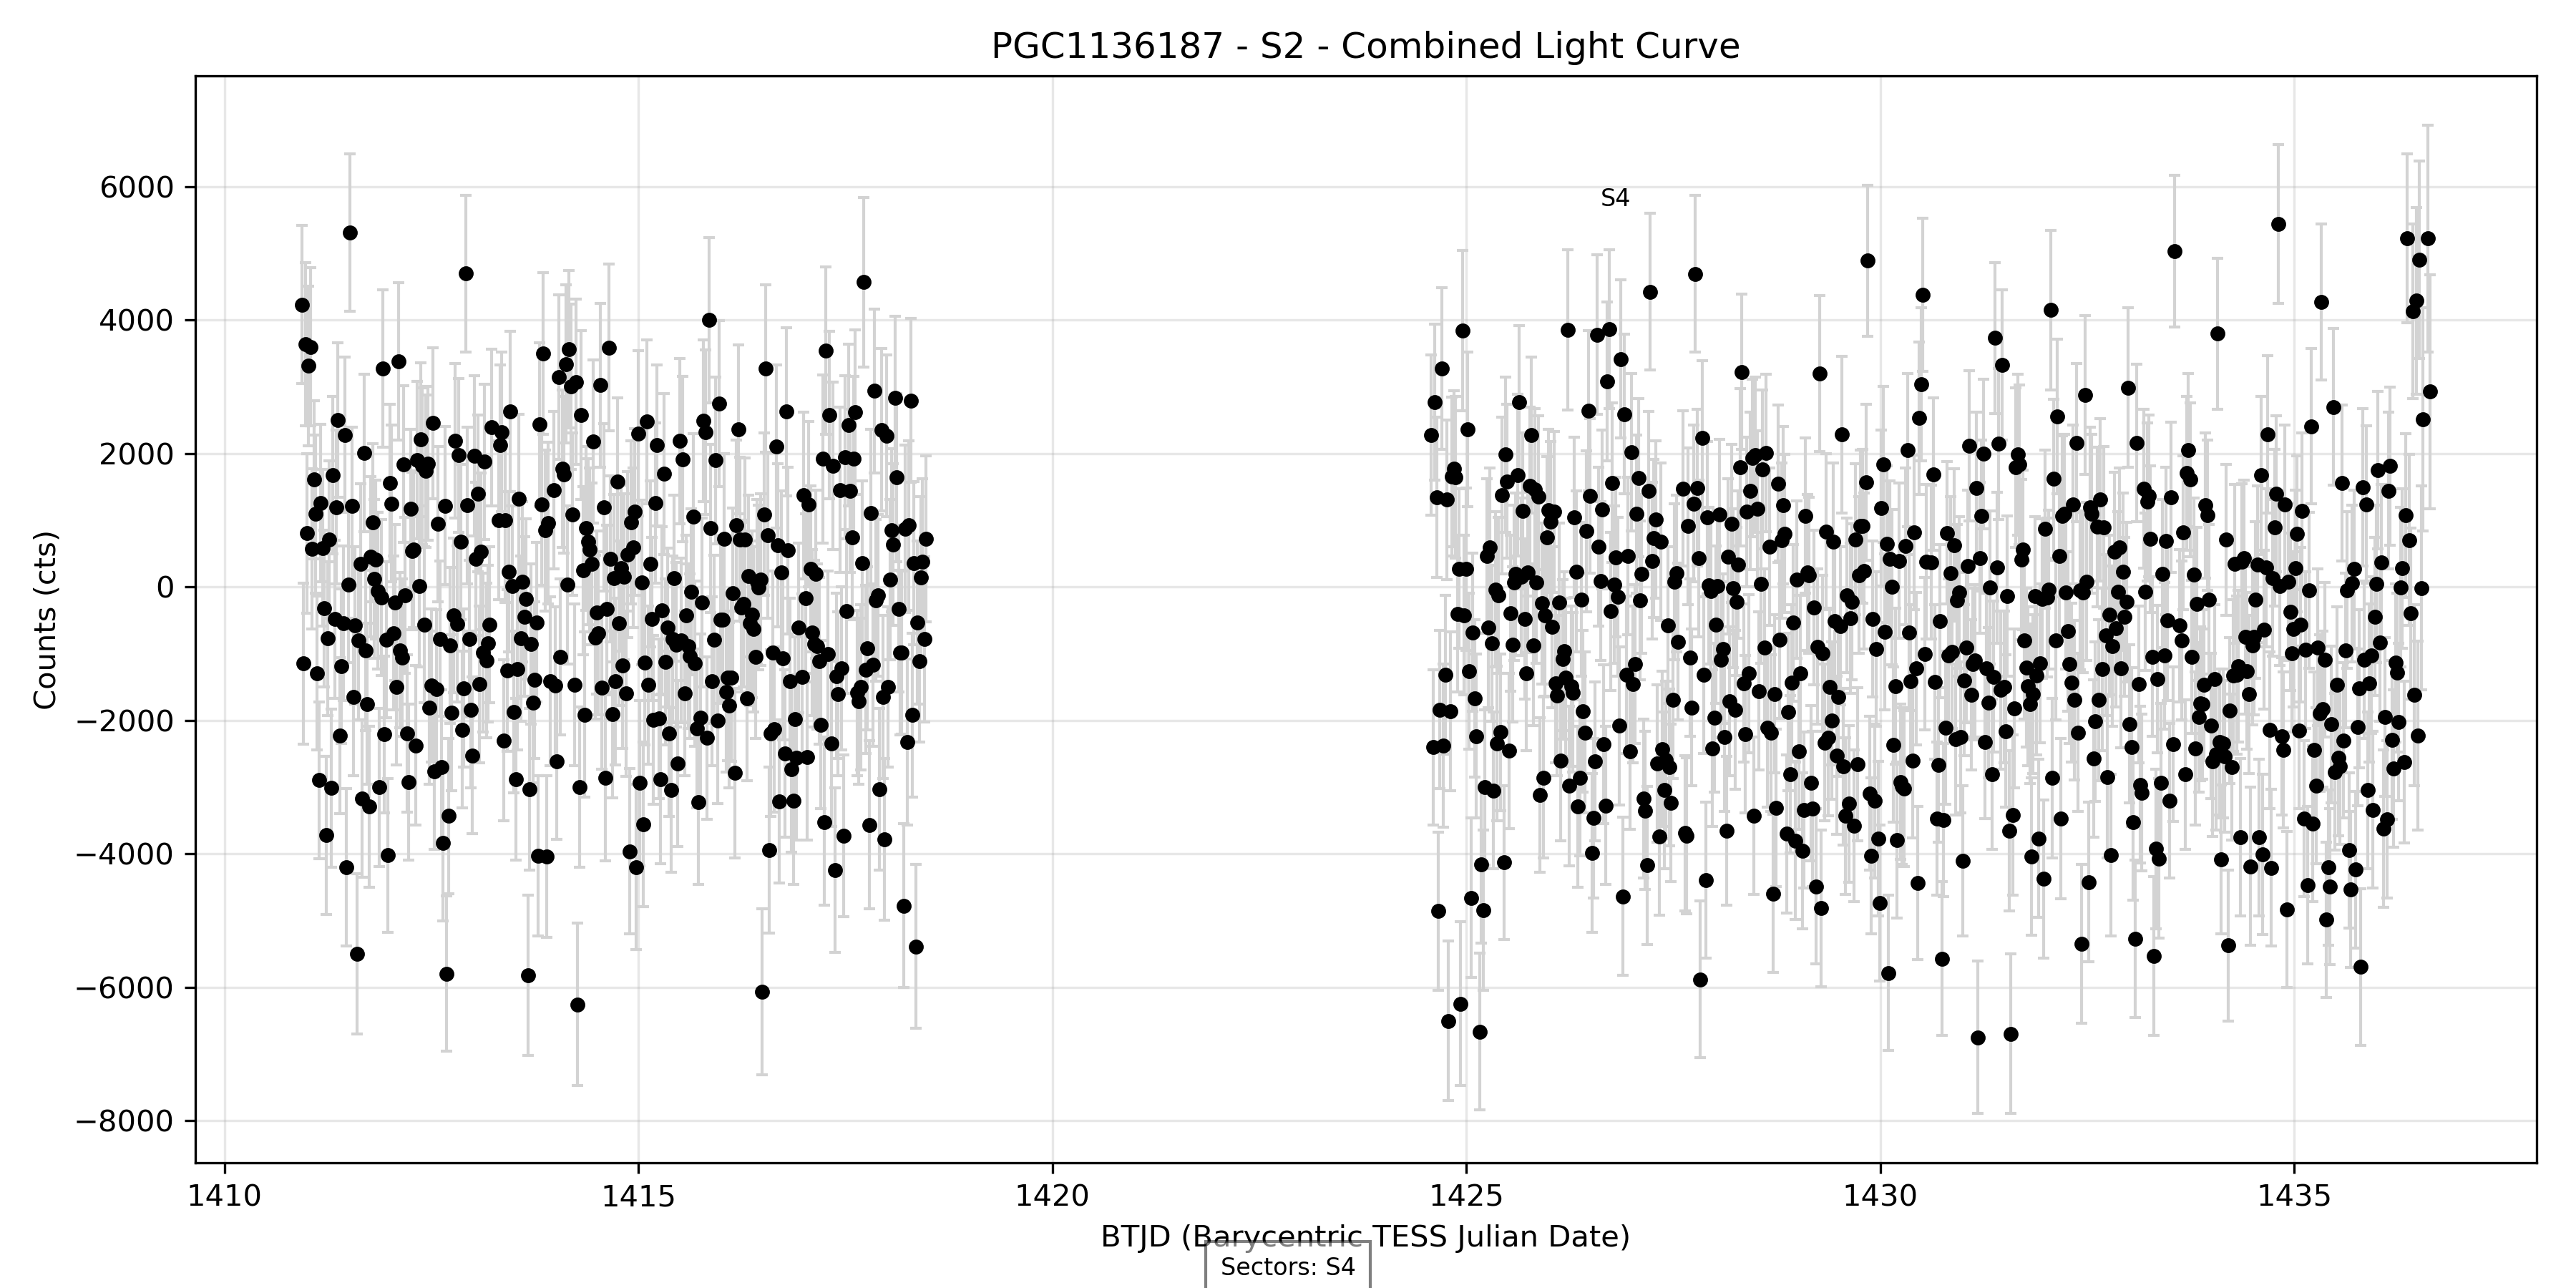 PGC1136187 - S2 - Combined Light Curve
6000
4000
2000
0
−2000
−4000
−6000
−8000
Counts (cts)
S4
1410 1415 1420 1425 1430 1435
BTJD (Barycentric TESS Julian Date)
Sectors: S4